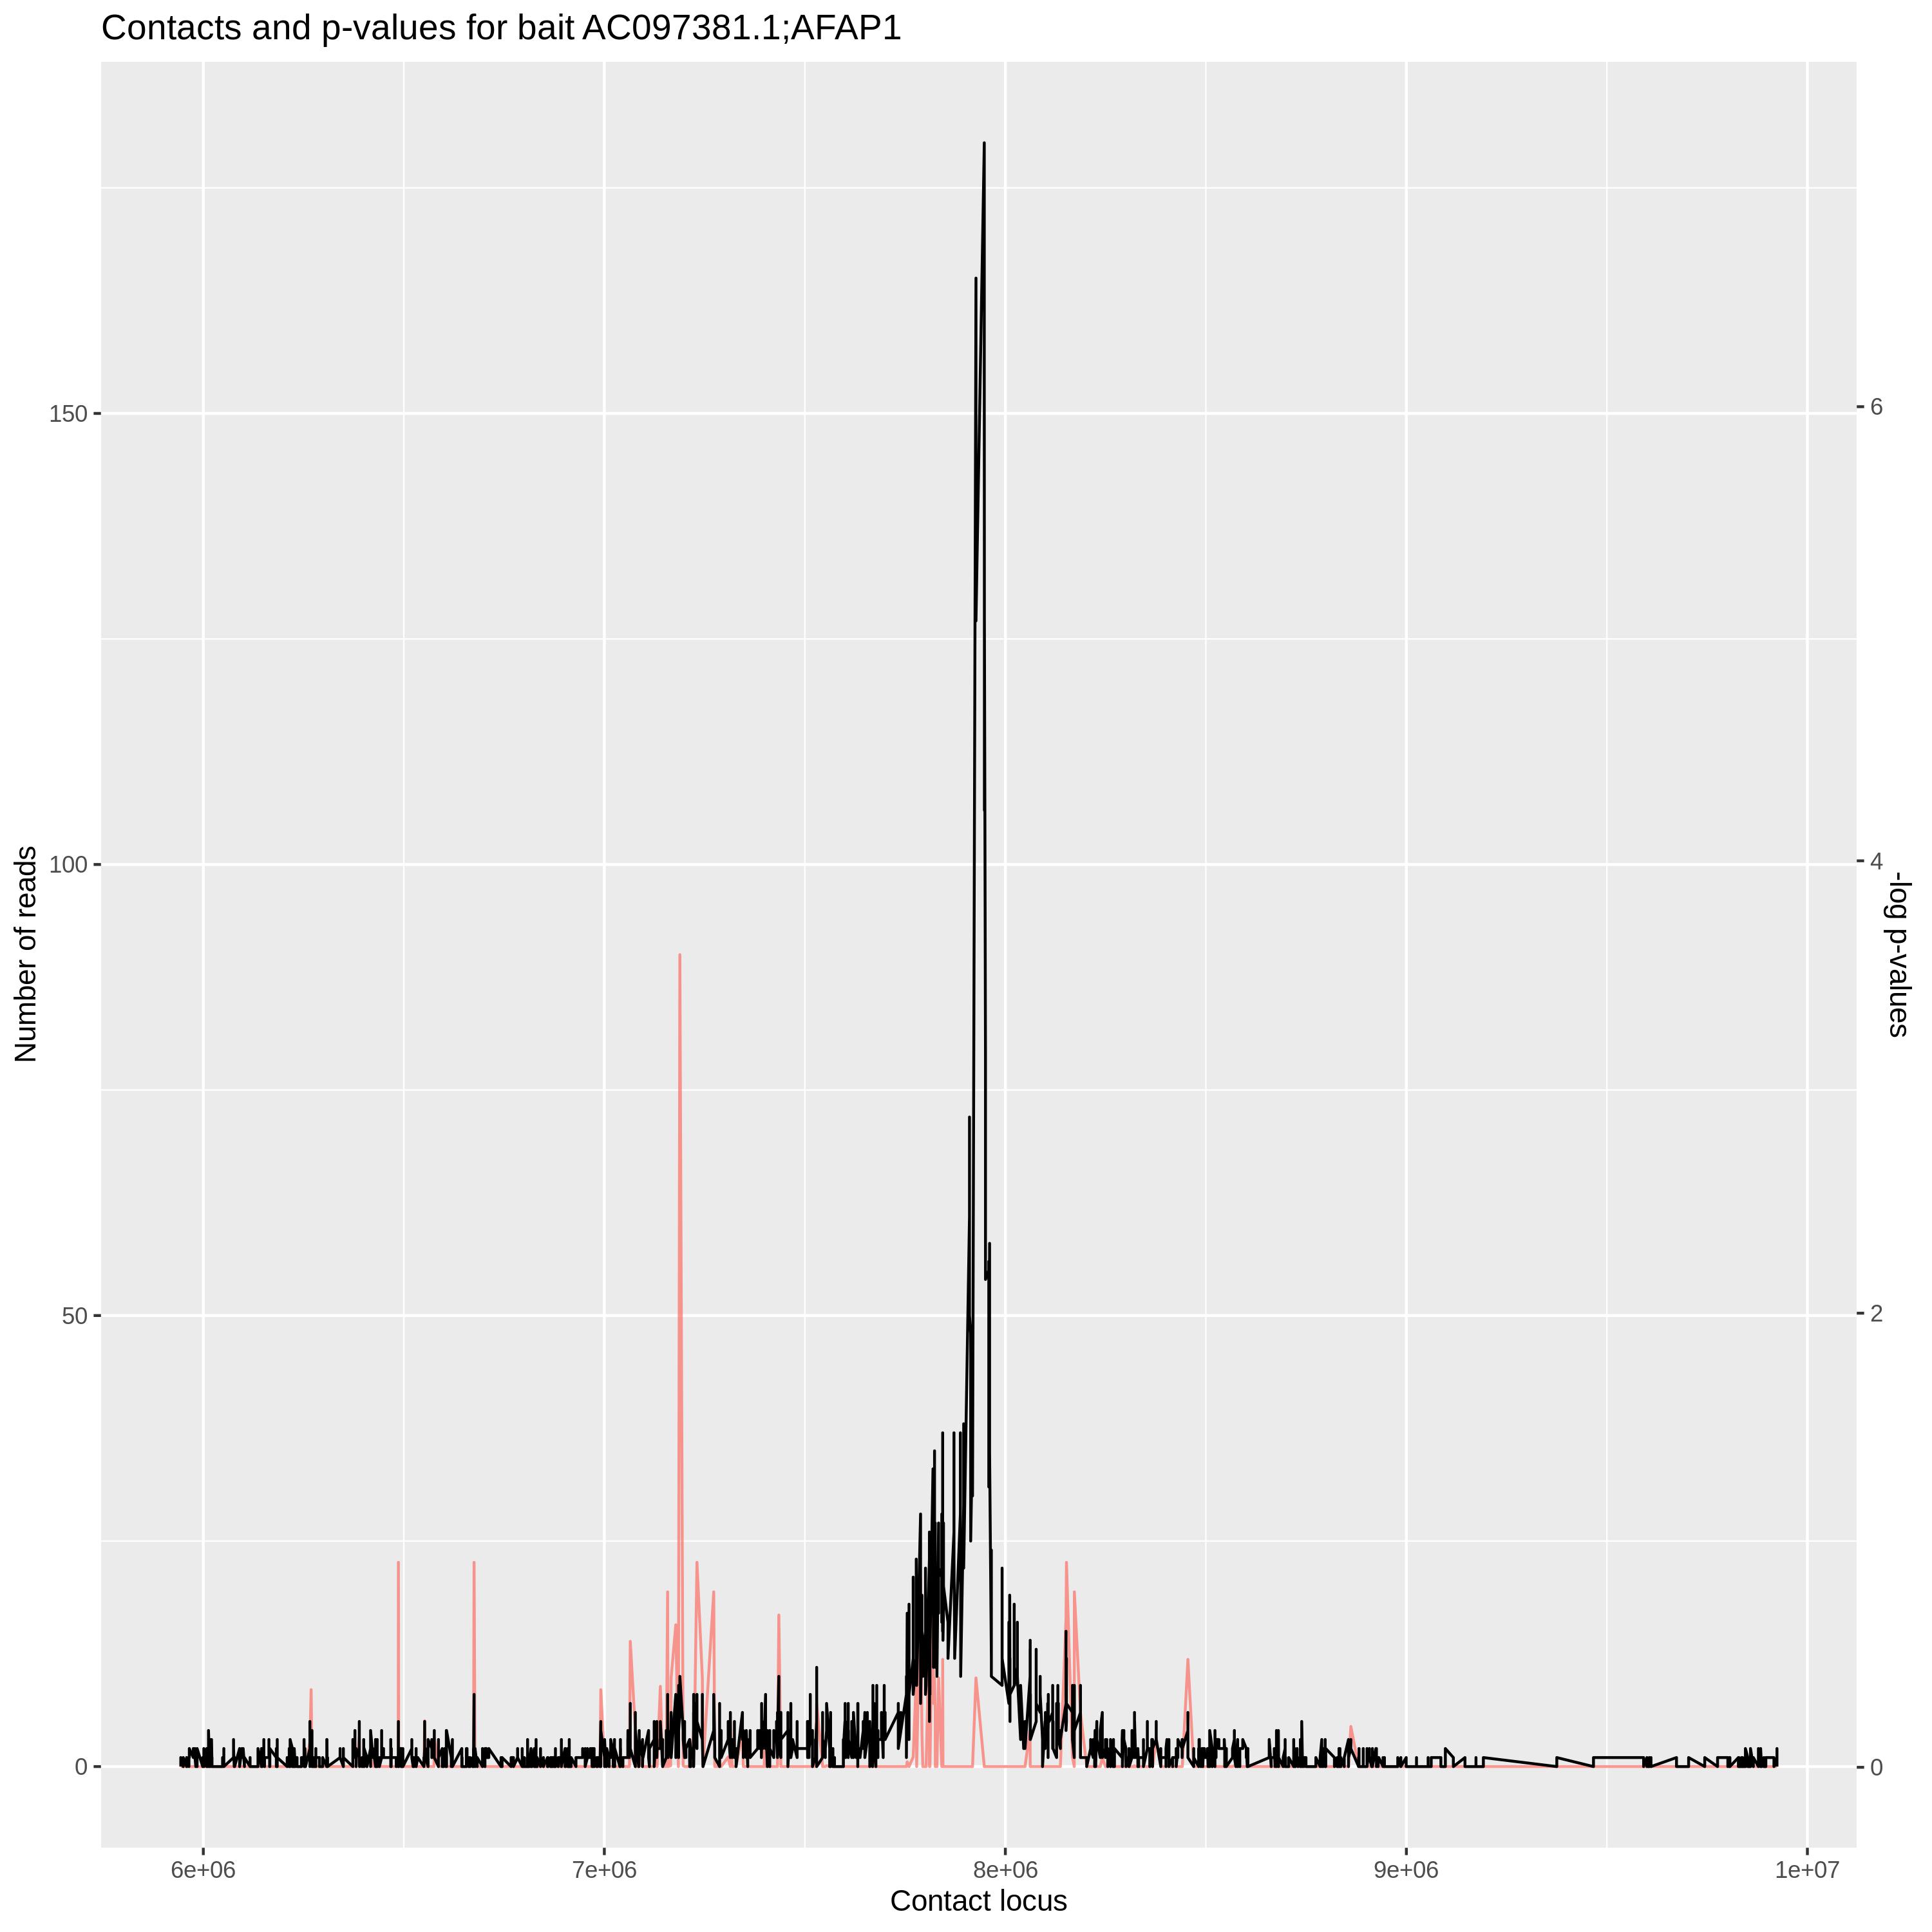 Contacts and p-values for bait AC097381.1;AFAP1
150
100
50
0
6
4
2
0
Number of reads
-log p-values
6e+06
7e+06
8e+06
9e+06
1e+07
Contact locus